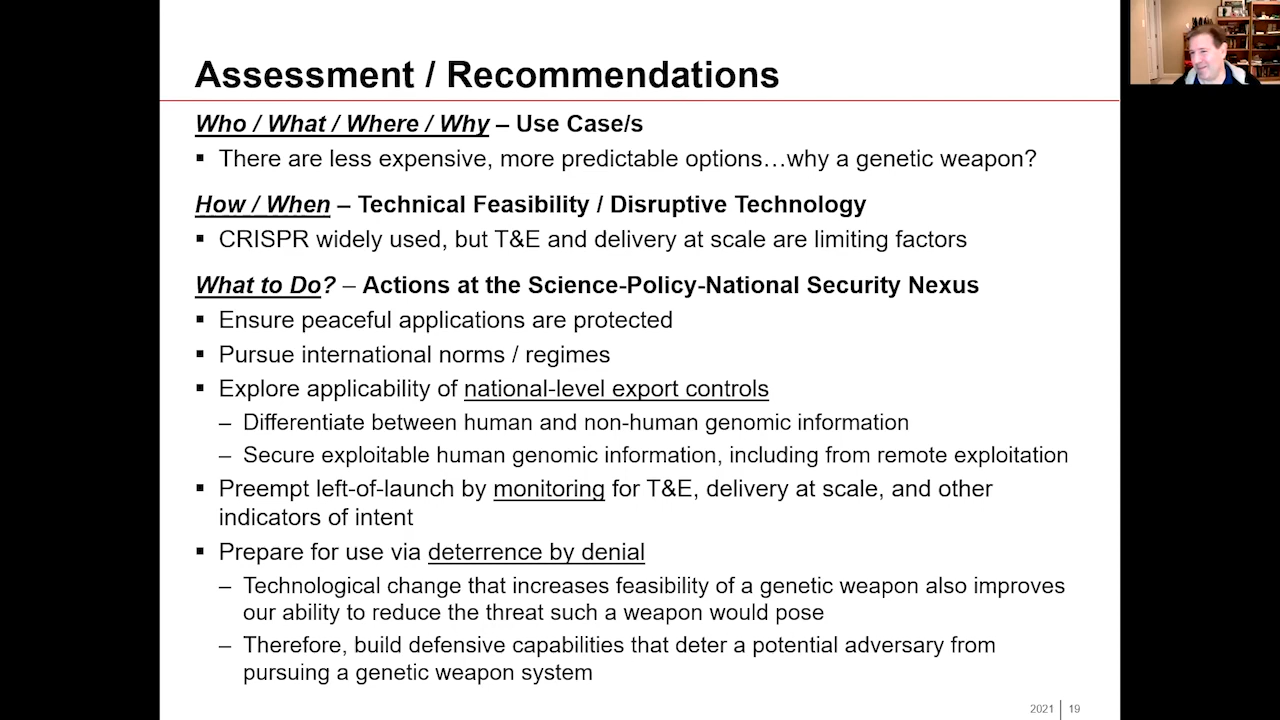 Assessment / Recommendations
Who / What / Where / Why – Use Case/s
▪ There are less expensive, more predictable options…why a genetic weapon?
How / When – Technical Feasibility / Disruptive Technology
▪ CRISPR widely used, but T&E and delivery at scale are limiting factors
What to Do? – Actions at the Science-Policy-National Security Nexus
▪ Ensure peaceful applications are protected
▪ Pursue international norms / regimes
▪ Explore applicability of national-level export controls
– Differentiate between human and non-human genomic information
– Secure exploitable human genomic information, including from remote exploitation
▪ Preempt left-of-launch by monitoring for T&E, delivery at scale, and other
indicators of intent
▪ Prepare for use via deterrence by denial
– Technological change that increases feasibility of a genetic weapon also improves
our ability to reduce the threat such a weapon would pose
– Therefore, build defensive capabilities that deter a potential adversary from
pursuing a genetic weapon system
2021 | 19